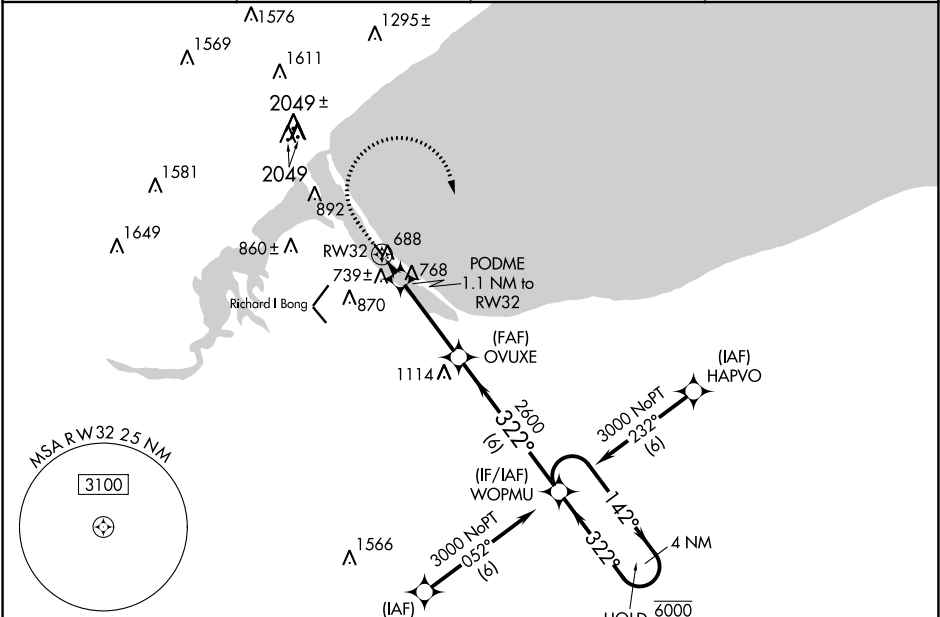 1576
1295±
1569
1611
2049±
2049
1581
892
1649
860±
RW32
688
739±
768
PODME
1.1 NM to
RW32
Richard I Bong
870
(FAF)
OVUXE
1114
(IAF)
HAPVO
3000 NoPT
232°
(6)
2600
322°
(6)
(IF/IAF)
WOPMU
142°
322°
4 NM
MSA RW32 25 NM
3100
1566
3000 NoPT
052°
(6)
(IAF)
HOLD 6000